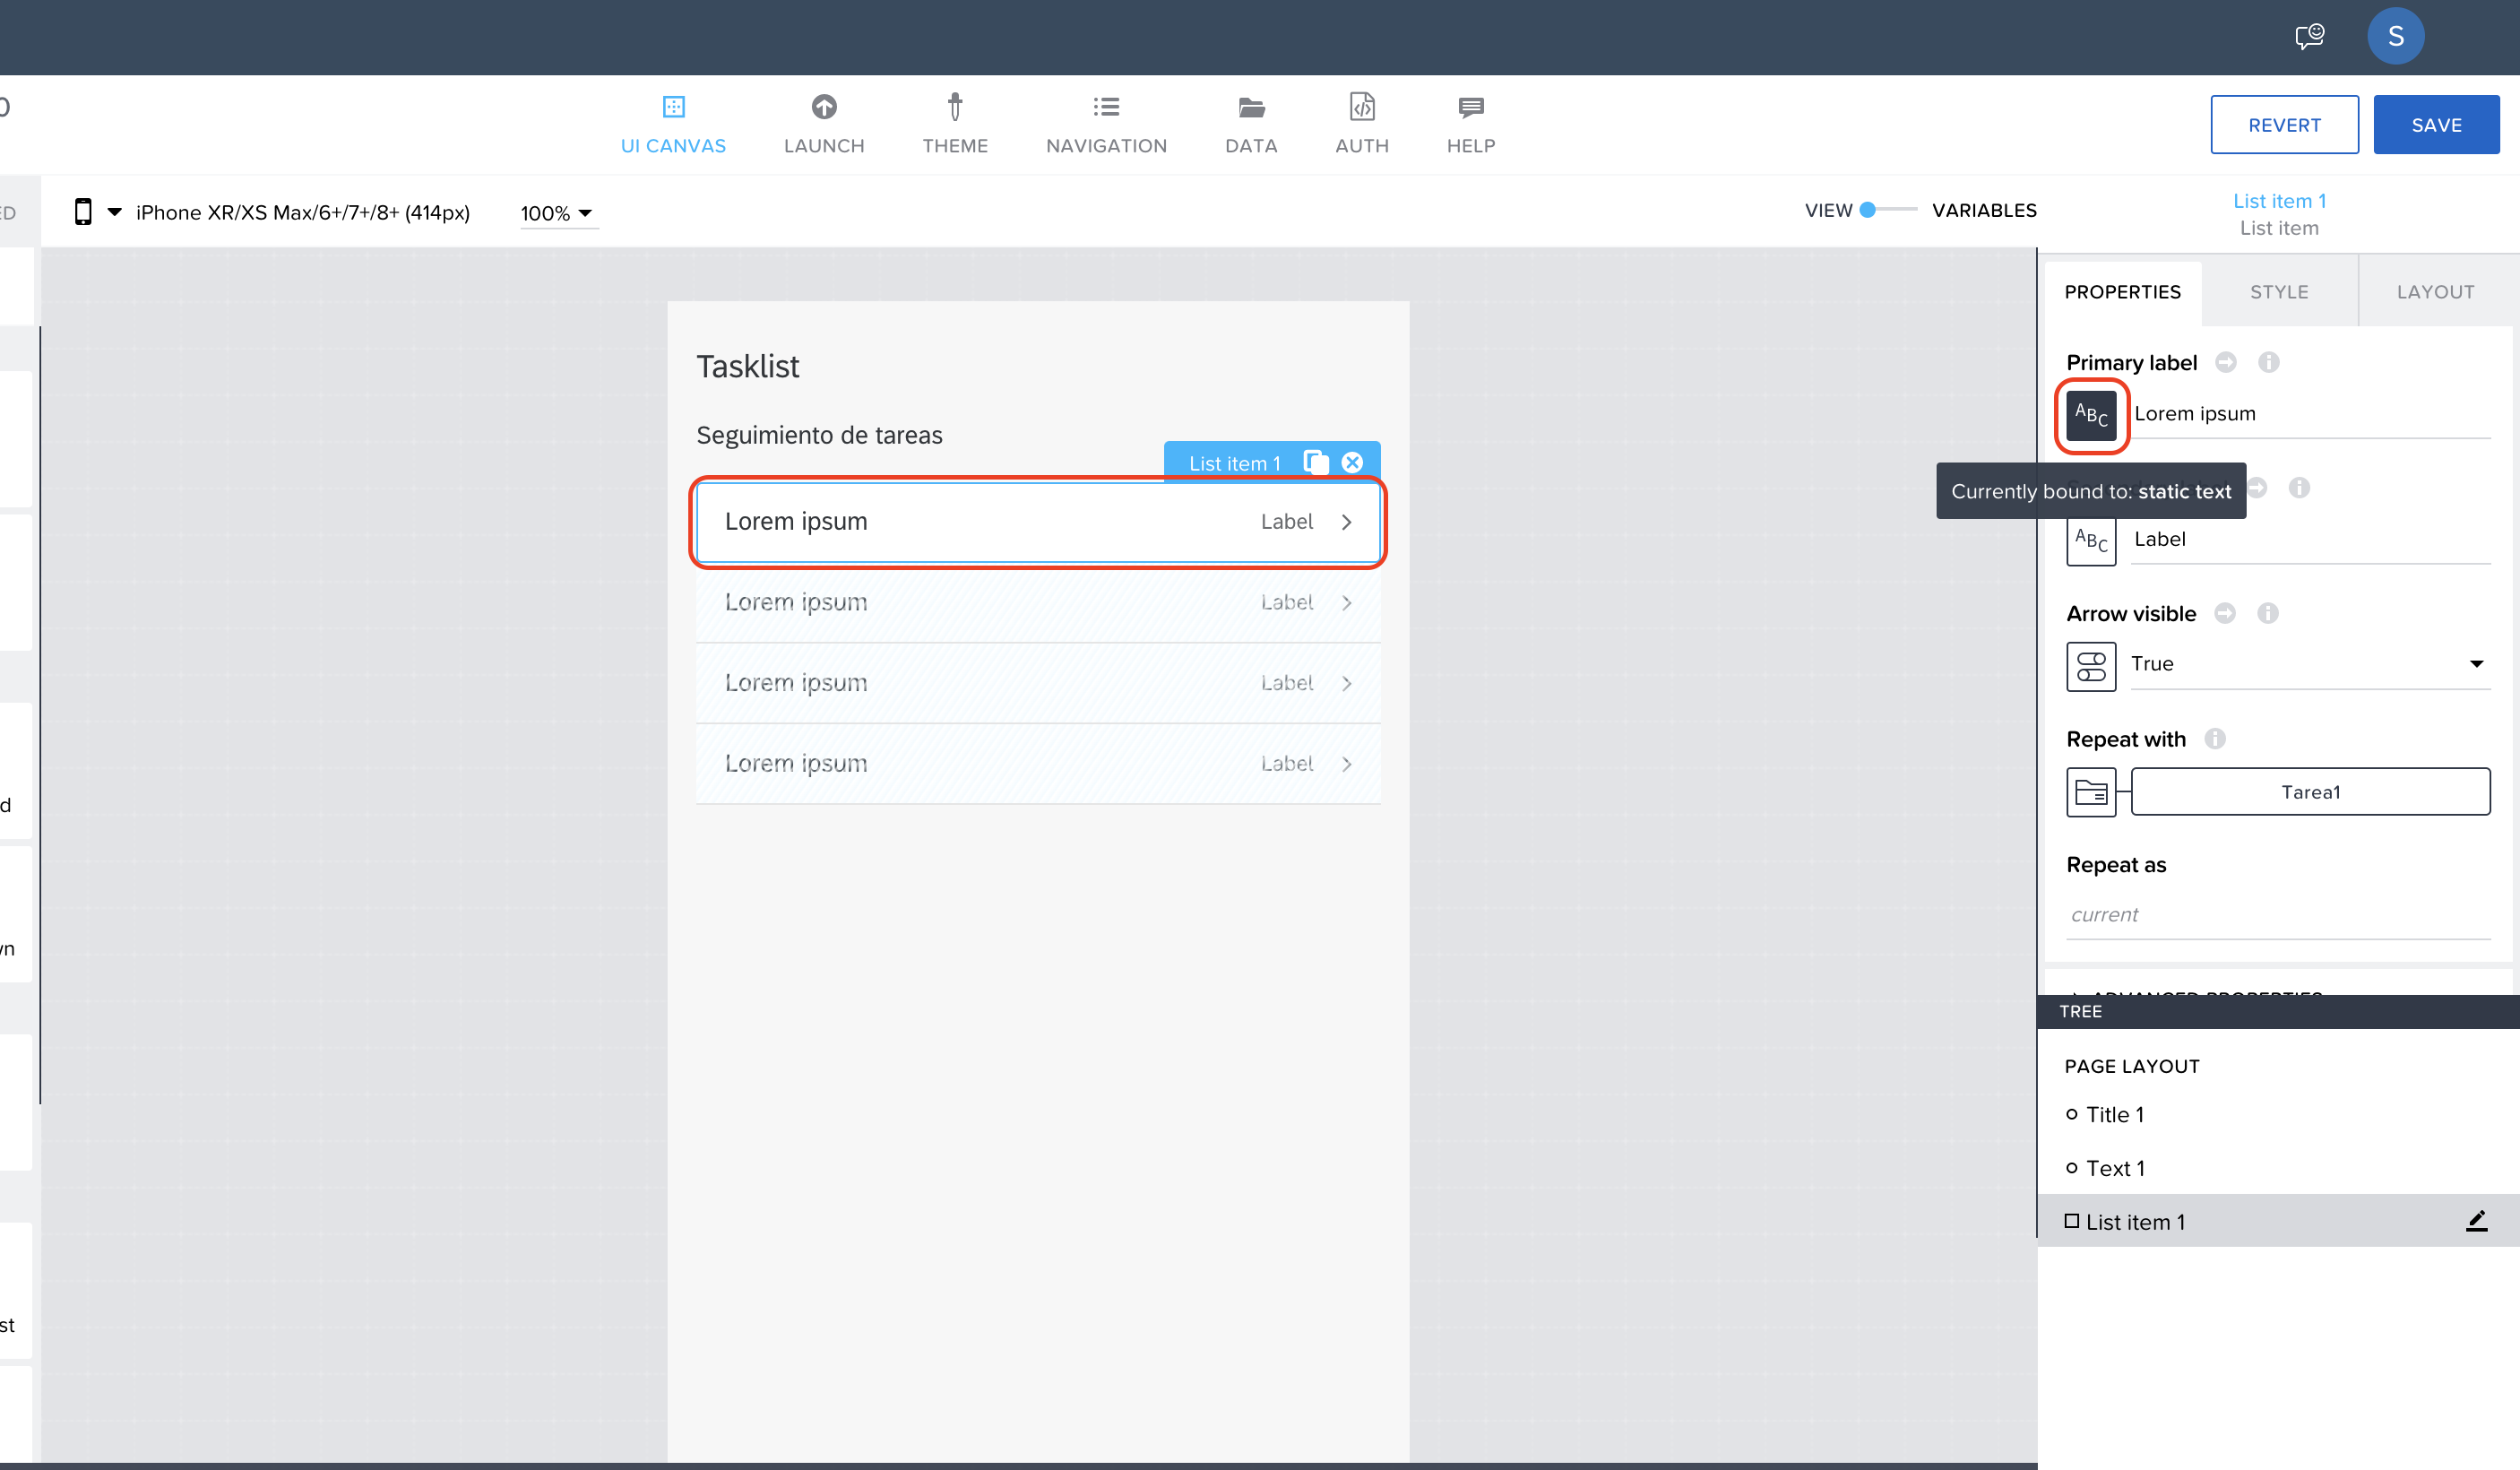 S
UI CANVAS
LAUNCH
THEME
NAVIGATION
DATA
AUTH
HELP
REVERT
SAVE
iPhone XR/XS Max/6+/7+/8+ (414px)
100%
VIEW
VARIABLES
List item 1
List item
PROPERTIES
STYLE
LAYOUT
Tasklist
Seguimiento de tareas
List item 1
Lorem ipsum Label
Lorem ipsum Label
Lorem ipsum Label
Lorem ipsum Label
Primary label
ABC Lorem ipsum
Currently bound to: static text
ABC Label
Arrow visible
True
Repeat with
Tarea1
Repeat as
current
ADVANCED PROPERTIES
TREE
PAGE LAYOUT
Title 1
Text 1
List item 1